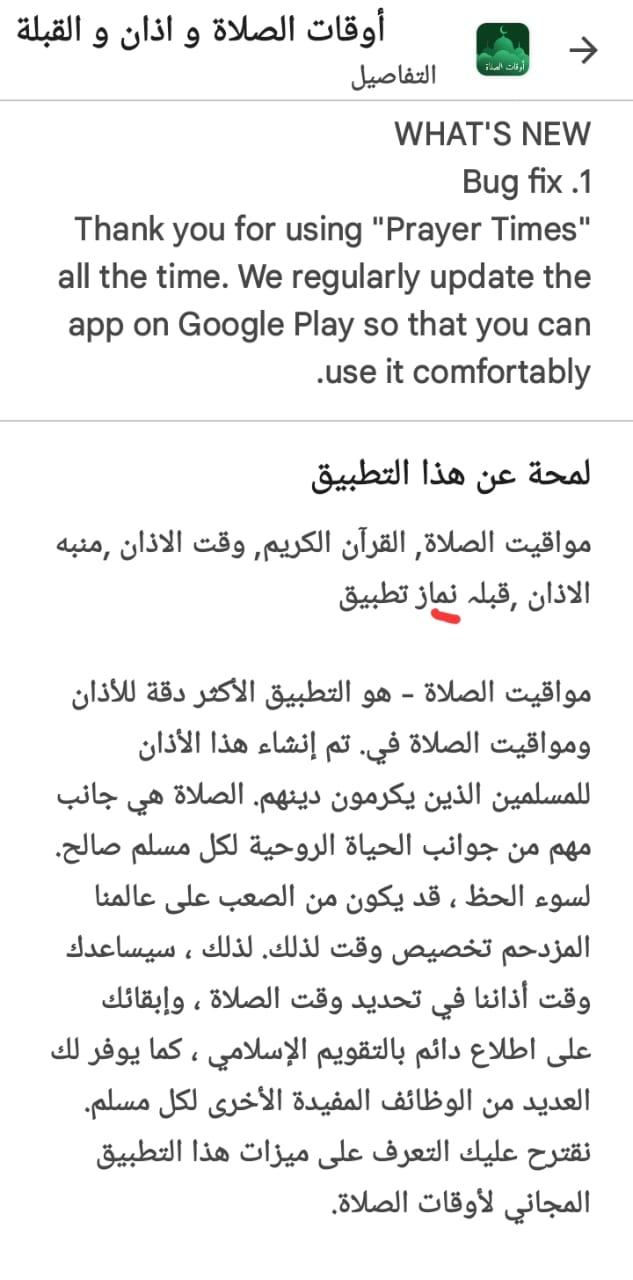 أوقات الصلاة و اذان و القبلة
أوقات الصلاة
التفاصيل
WHAT'S NEW
1. Bug fix
Thank you for using "Prayer Times"
all the time. We regularly update the
app on Google Play so that you can
use it comfortably.
لمحة عن هذا التطبيق
مواقيت الصلاة, القرآن الكريم, وقت الاذان ,منبه
الاذان ,قبلہ نماز تطبيق
مواقيت الصلاة – هو التطبيق الأكثر دقة للأذان
ومواقيت الصلاة في. تم إنشاء هذا الأذان
للمسلمين الذين يكرمون دينهم. الصلاة هي جانب
مهم من جوانب الحياة الروحية لكل مسلم صالح.
لسوء الحظ ، قد يكون من الصعب على عالمنا
المزدحم تخصيص وقت لذلك. لذلك ، سيساعدك
وقت أذاننا في تحديد وقت الصلاة ، وإبقائك
على اطلاع دائم بالتقويم الإسلامي ، كما يوفر لك
العديد من الوظائف المفيدة الأخرى لكل مسلم.
نقترح عليك التعرف على ميزات هذا التطبيق
المجاني لأوقات الصلاة.